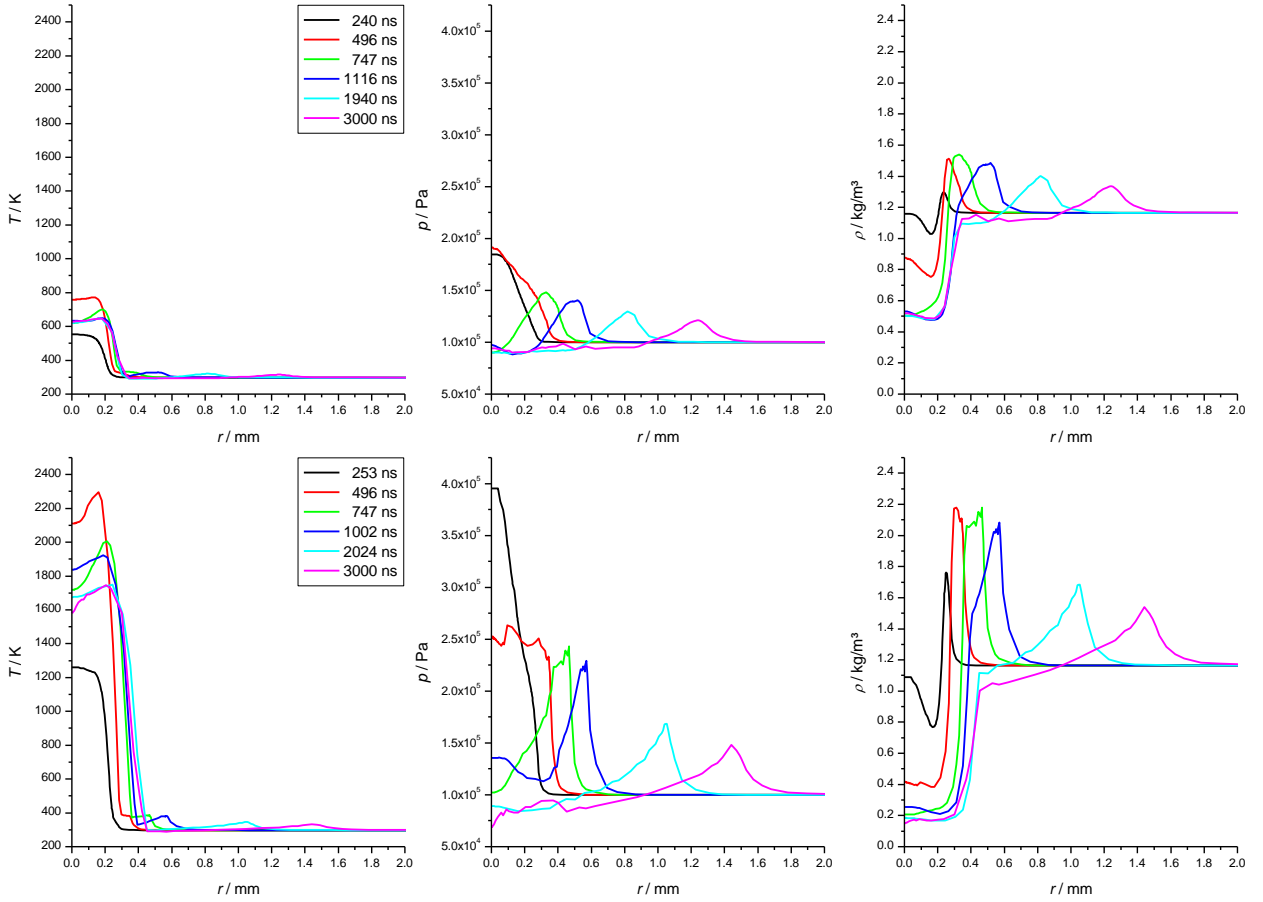 2400
2200
2000
1800
1600
1400
1200
1000
800
600
400
200
T / K
0.0 0.2 0.4 0.6 0.8 1.0 1.2 1.4 1.6 1.8 2.0
r / mm
240 ns
496 ns
747 ns
1116 ns
1940 ns
3000 ns
4.0x10⁵
3.5x10⁵
3.0x10⁵
2.5x10⁵
2.0x10⁵
1.5x10⁵
1.0x10⁵
5.0x10⁴
p / Pa
0.0 0.2 0.4 0.6 0.8 1.0 1.2 1.4 1.6 1.8 2.0
r / mm
2.4
2.2
2.0
1.8
1.6
1.4
1.2
1.0
0.8
0.6
0.4
0.2
0.0
ρ / kg/m³
0.0 0.2 0.4 0.6 0.8 1.0 1.2 1.4 1.6 1.8 2.0
r / mm
2400
2200
2000
1800
1600
1400
1200
1000
800
600
400
200
T / K
0.0 0.2 0.4 0.6 0.8 1.0 1.2 1.4 1.6 1.8 2.0
r / mm
253 ns
496 ns
747 ns
1002 ns
2024 ns
3000 ns
4.0x10⁵
3.5x10⁵
3.0x10⁵
2.5x10⁵
2.0x10⁵
1.5x10⁵
1.0x10⁵
5.0x10⁴
p / Pa
0.0 0.2 0.4 0.6 0.8 1.0 1.2 1.4 1.6 1.8 2.0
r / mm
2.4
2.2
2.0
1.8
1.6
1.4
1.2
1.0
0.8
0.6
0.4
0.2
0.0
ρ / kg/m³
0.0 0.2 0.4 0.6 0.8 1.0 1.2 1.4 1.6 1.8 2.0
r / mm